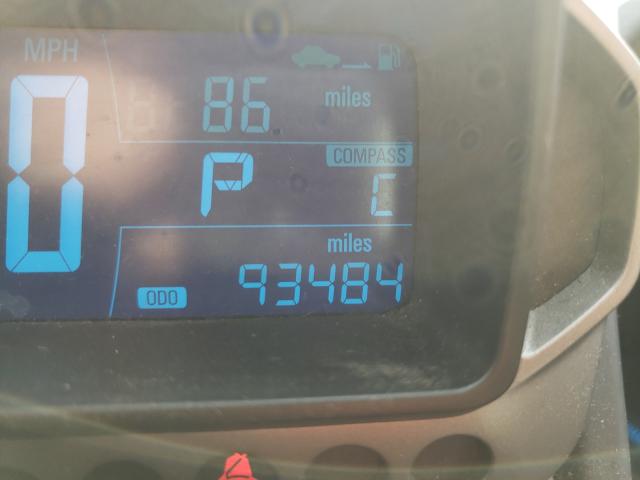 MPH
0
86 miles
P
COMPASS
C
miles
ODO 93484